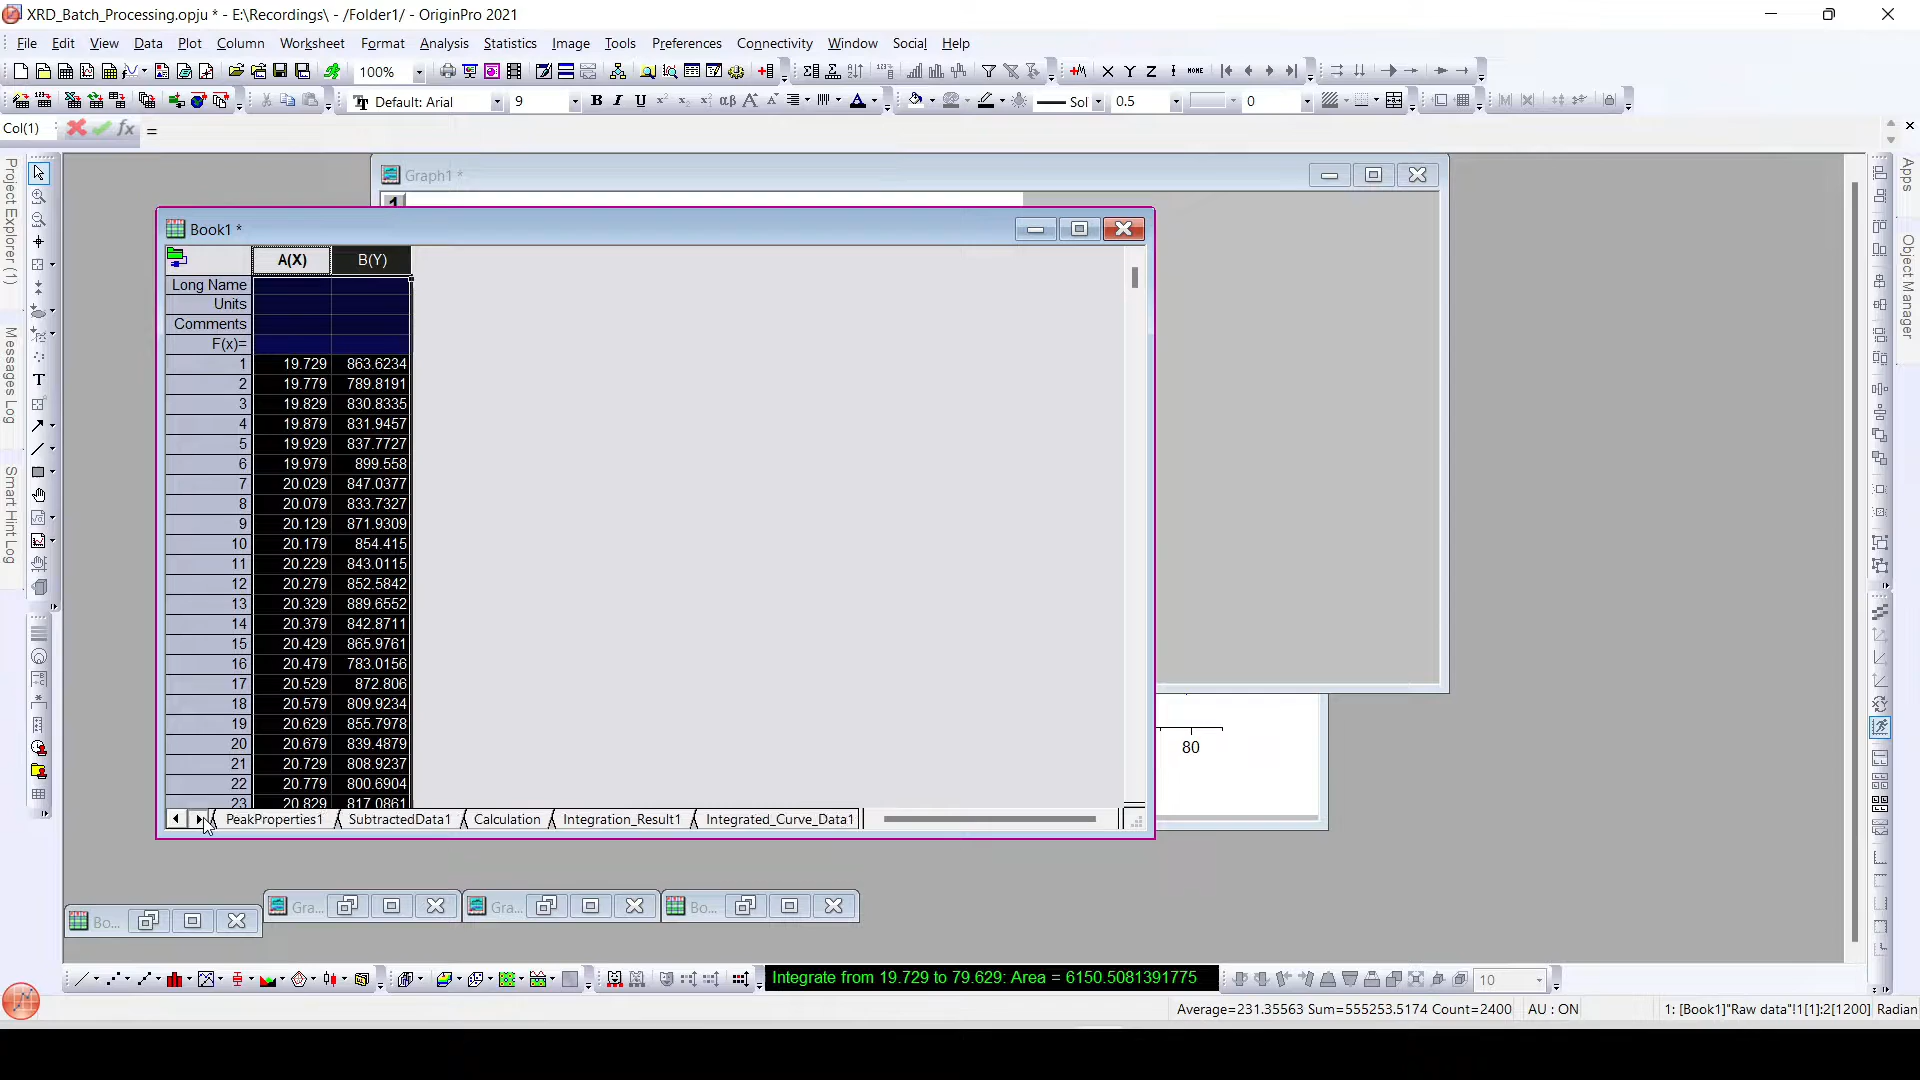 XRD_Batch_Processing.opju * - E:\Recordings\ - /Folder1/ - OriginPro 2021
File Edit View Data Plot Column Worksheet Format Analysis Statistics Image Tools Preferences Connectivity Window Social Help
100%
Default: Arial 9 B I U αβ A A A Sol 0.5 0
Col(1) fx =
Project Explorer (1)
Messages Log
Smart Hint Log
Apps
Object Manager
Graph1 *
1
Book1 *
A(X) B(Y)
Long Name
Units
Comments
F(x)=
1 19.729 863.6234
2 19.779 789.8191
3 19.829 830.8335
4 19.879 831.9457
5 19.929 837.7727
6 19.979 899.558
7 20.029 847.0377
8 20.079 833.7327
9 20.129 871.9309
10 20.179 854.415
11 20.229 843.0115
12 20.279 852.5842
13 20.329 889.6552
14 20.379 842.8711
15 20.429 865.9761
16 20.479 783.0156
17 20.529 872.806
18 20.579 809.9234
19 20.629 855.7978
20 20.679 839.4879
21 20.729 808.9237
22 20.779 800.6904
23 20.829 817.0861
80
PeakProperties1 SubtractedData1 Calculation Integration_Result1 Integrated_Curve_Data1
Bo... Gra... Gra... Bo...
Integrate from 19.729 to 79.629: Area = 6150.5081391775
10
Average=231.35563 Sum=555253.5174 Count=2400 AU : ON 1: [Book1]"Raw data"!1[1]:2[1200] Radian